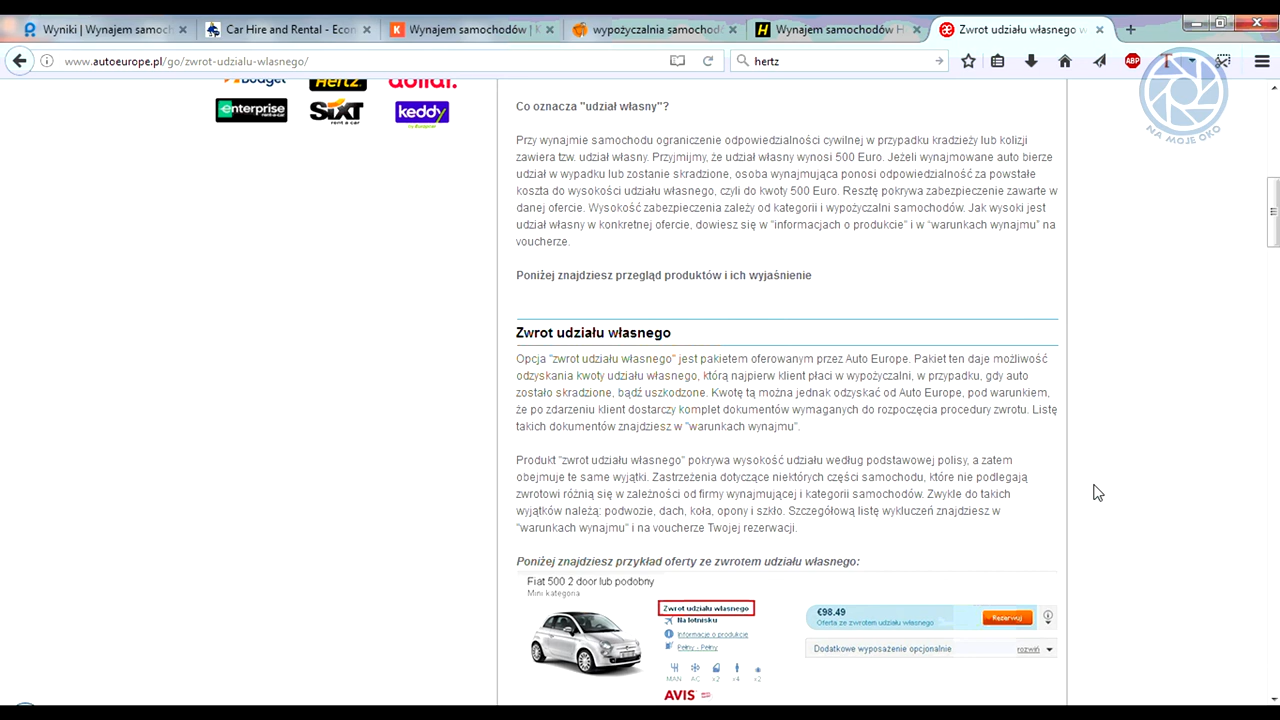 Wyniki | Wynajem samoch
Car Hire and Rental - Econ
Wynajem samochodów |
wypożyczalnia samochod
Wynajem samochodów H
Zwrot udziału własnego w
www.autoeurope.pl/go/zwrot-udzialu-wlasnego/
hertz
ABP
NA MOJE OKO
Budget
Hertz
dollar.
enterprise
rent-a-car
SIXT
rent a car
keddy
by Europcar
Co oznacza "udział własny"?
Przy wynajmie samochodu ograniczenie odpowiedzialności cywilnej w przypadku kradzieży lub kolizji
zawiera tzw. udział własny. Przyjmijmy, że udział własny wynosi 500 Euro. Jeżeli wynajmowane auto bierze
udział w wypadku lub zostanie skradzione, osoba wynajmująca ponosi odpowiedzialność za powstałe
koszta do wysokości udziału własnego, czyli do kwoty 500 Euro. Resztę pokrywa zabezpieczenie zawarte w
danej ofercie. Wysokość zabezpieczenia zależy od kategorii i wypożyczalni samochodów. Jak wysoki jest
udział własny w konkretnej ofercie, dowiesz się w "informacjach o produkcie" i w "warunkach wynajmu" na
voucherze.
Poniżej znajdziesz przegląd produktów i ich wyjaśnienie
Zwrot udziału własnego
Opcja "zwrot udziału własnego" jest pakietem oferowanym przez Auto Europe. Pakiet ten daje możliwość
odzyskania kwoty udziału własnego, którą najpierw klient płaci w wypożyczalni, w przypadku, gdy auto
zostało skradzione, bądź uszkodzone. Kwotę tą można jednak odzyskać od Auto Europe, pod warunkiem,
że po zdarzeniu klient dostarczy komplet dokumentów wymaganych do rozpoczęcia procedury zwrotu. Listę
takich dokumentów znajdziesz w "warunkach wynajmu".
Produkt "zwrot udziału własnego" pokrywa wysokość udziału według podstawowej polisy, a zatem
obejmuje te same wyjątki. Zastrzeżenia dotyczące niektórych części samochodu, które nie podlegają
zwrotowi różnią się w zależności od firmy wynajmującej i kategorii samochodów. Zwykle do takich
wyjątków należą: podwozie, dach, koła, opony i szkło. Szczegółową listę wykluczeń znajdziesz w
"warunkach wynajmu" i na voucherze Twojej rezerwacji.
Poniżej znajdziesz przykład oferty ze zwrotem udziału własnego:
Fiat 500 2 door lub podobny
Mini kategoria
Zwrot udziału własnego
Na lotnisku
Informacje o produkcie
Pełny - Pełny
MAN AC x2 x4 x2
AVIS
€98.49
Oferta ze zwrotem udziału własnego
Rezerwuj
Dodatkowe wyposażenie opcjonalnie
rozwiń